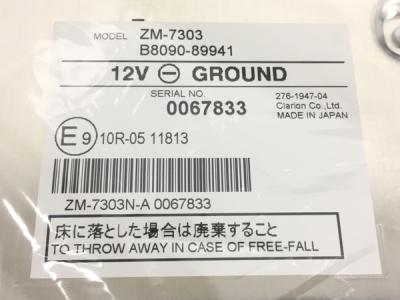 MODEL ZM-7303
B8090-89941
12V ⊖ GROUND
SERIAL NO. 276-1947-04
0067833 Clarion Co.,Ltd.
MADE IN JAPAN
E9 10R-05 11813
ZM-7303N-A 0067833
床に落とした場合は廃棄すること
TO THROW AWAY IN CASE OF FREE-FALL